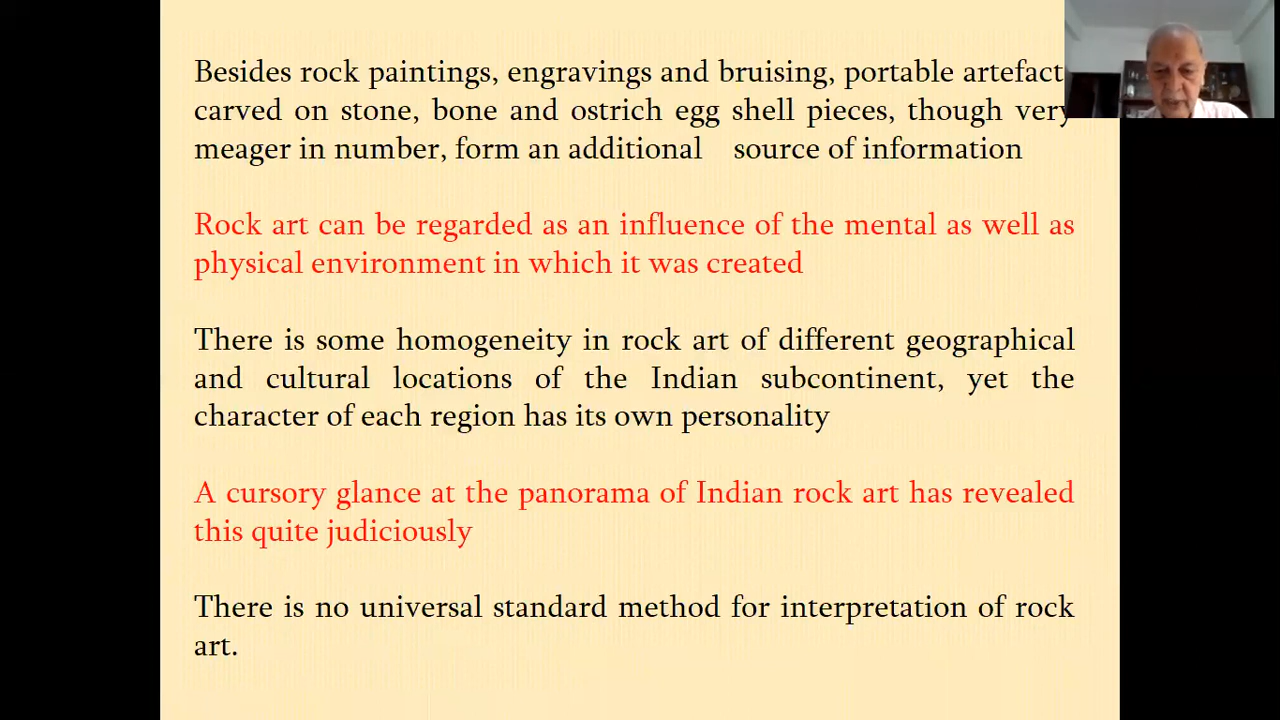 Besides rock paintings, engravings and bruising, portable artefact
carved on stone, bone and ostrich egg shell pieces, though very
meager in number, form an additional source of information
Rock art can be regarded as an influence of the mental as well as
physical environment in which it was created
There is some homogeneity in rock art of different geographical
and cultural locations of the Indian subcontinent, yet the
character of each region has its own personality
A cursory glance at the panorama of Indian rock art has revealed
this quite judiciously
There is no universal standard method for interpretation of rock
art.